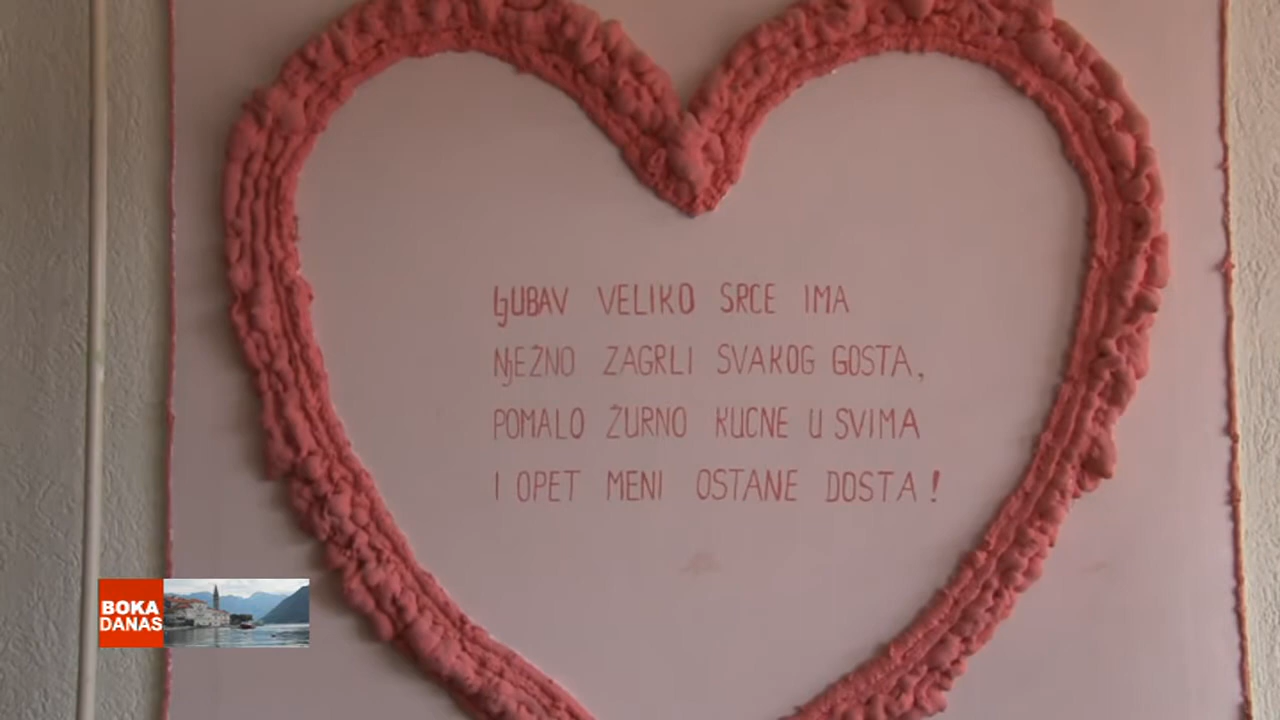 LJUBAV VELIKO SRCE IMA
NJEŽNO ZAGRLI SVAKOG GOSTA,
POMALO ŽURNO KUCNE U SVIMA
I OPET MENI OSTANE DOSTA!
BOKA
DANAS